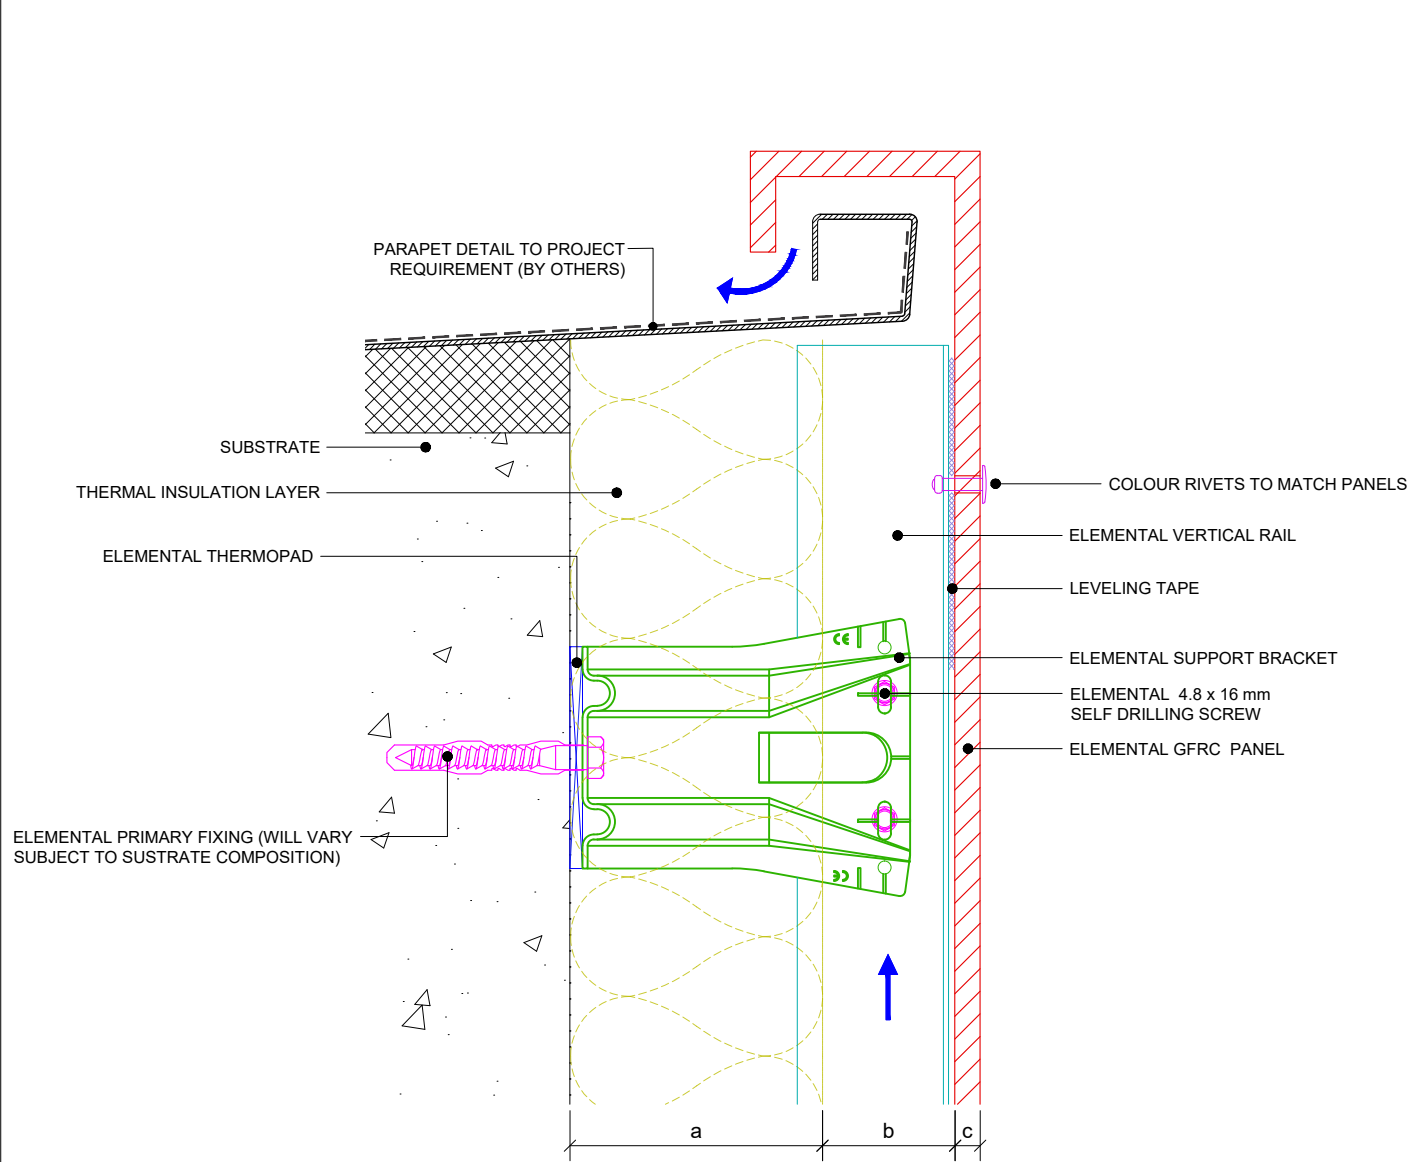 PARAPET DETAIL TO PROJECT
REQUIREMENT (BY OTHERS)
SUBSTRATE
THERMAL INSULATION LAYER
ELEMENTAL THERMOPAD
ELEMENTAL PRIMARY FIXING (WILL VARY
SUBJECT TO SUSTRATE COMPOSITION)
COLOUR RIVETS TO MATCH PANELS
ELEMENTAL VERTICAL RAIL
LEVELING TAPE
ELEMENTAL SUPPORT BRACKET
ELEMENTAL 4.8 x 16 mm
SELF DRILLING SCREW
ELEMENTAL GFRC PANEL
CE
CE
a
b
c